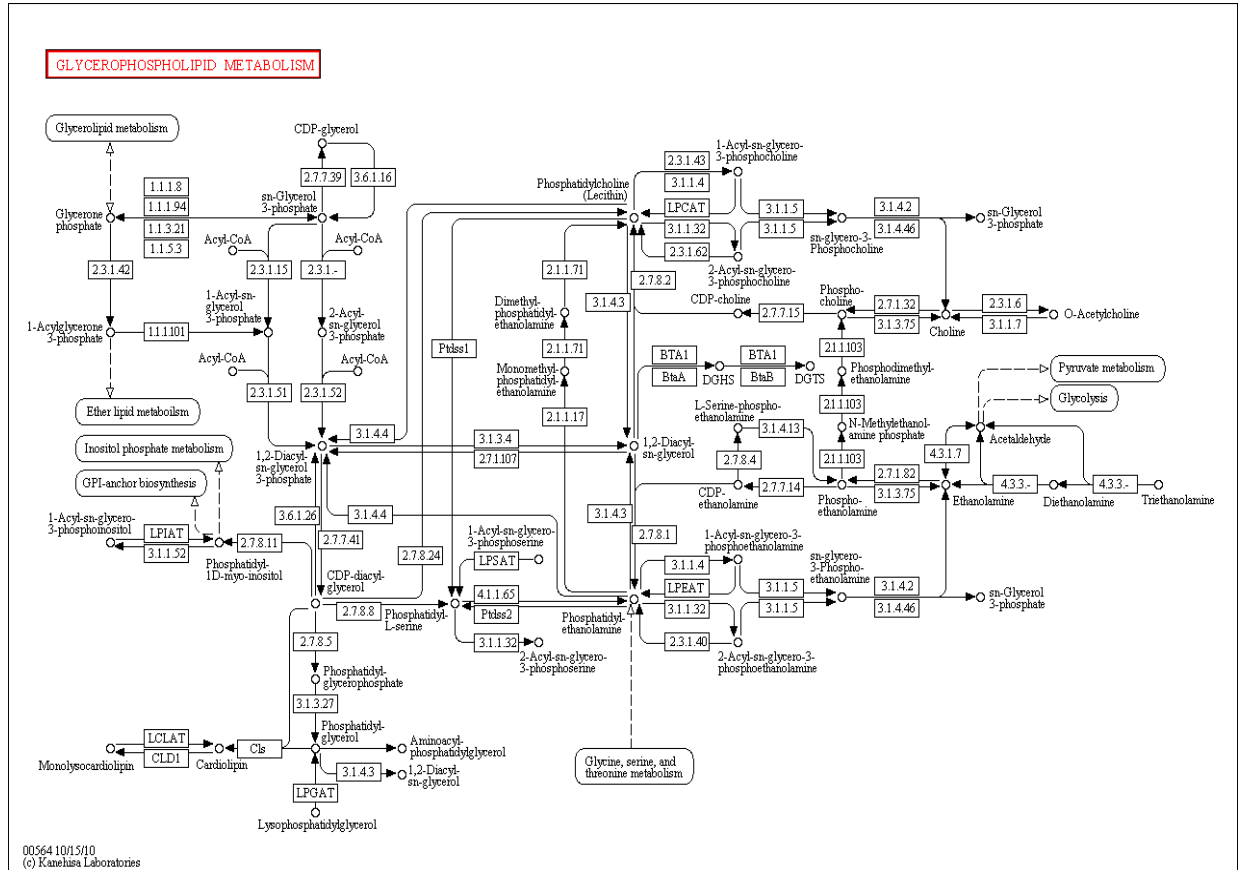 GLYCEROPHOSPHOLIPID METABOLISM
Glycerolipid metabolism
CDP-glycerol
2.7.7.39
3.6.1.16
1.1.1.8
1.1.1.94
1.1.3.21
1.1.5.3
Glycerone
phosphate
sn-Glycerol
3-phosphate
Acyl-CoA
Acyl-CoA
2.3.1.42
2.3.1.15
2.3.1.-
1-Acyl-sn-
glycerol
3-phosphate
2-Acyl-
sn-glycerol
3-phosphate
1-Acylglycerone
3-phosphate
1.1.1.101
Acyl-CoA
Acyl-CoA
2.3.1.51
2.3.1.52
Ether lipid metaboilsm
Inositol phosphate metabolism
GPI-anchor biosynthesis
1,2-Diacyl-
sn-glycerol
3-phosphate
3.1.4.4
3.1.3.4
2.7.1.107
1,2-Diacyl-
sn-glycerol
1-Acyl-sn-glycero-
3-phosphoinositol
LPIAT
3.1.1.52
Phosphatidyl-
1D-myo-inositol
2.7.8.11
3.6.1.26
2.7.7.41
3.1.4.4
2.7.8.24
CDP-diacyl-
glycerol
Phosphatidylcholine
(Lecithin)
2.3.1.43
3.1.1.4
LPCAT
3.1.1.32
2.3.1.62
1-Acyl-sn-glycero-
3-phosphocholine
2-Acyl-sn-glycero-
3-phosphocholine
3.1.1.5
3.1.1.5
sn-glycero-3-
Phosphocholine
3.1.4.2
3.1.4.46
sn-Glycerol
3-phosphate
2.1.1.71
Dimethyl-
phosphatidyl-
ethanolamine
2.1.1.71
Monomethyl-
phosphatidyl-
ethanolamine
2.1.1.17
Ptdss1
3.1.4.3
2.7.8.2
CDP-choline
2.7.7.15
Phospho-
choline
2.7.1.32
3.1.3.75
Choline
2.3.1.6
3.1.1.7
O-Acetylcholine
BTA1
BtaA
DGHS
BTA1
BtaB
DGTS
2.1.1.103
Phosphodimethyl-
ethanolamine
2.1.1.103
N-Methylethanol-
amine phosphate
2.1.1.103
Pyruvate metabolism
Glycolysis
Acetaldehyde
L-Serine-phospho-
ethanolamine
3.1.4.13
2.7.8.4
CDP-
ethanolamine
2.7.7.14
Phospho-
ethanolamine
2.7.1.82
3.1.3.75
4.3.1.7
Ethanolamine
4.3.3.-
Diethanolamine
4.3.3.-
Triethanolamine
3.1.4.3
2.7.8.1
1-Acyl-sn-glycero-
3-phosphoserine
LPSAT
2.7.8.8
Phosphatidyl-
L-serine
4.1.1.65
Ptdss2
3.1.1.32
2-Acyl-sn-glycero-
3-phosphoserine
Phosphatidyl-
ethanolamine
1-Acyl-sn-glycero-3-
phosphoethanolamine
3.1.1.4
LPEAT
3.1.1.32
2.3.1.40
2-Acyl-sn-glycero-3-
phosphoethanolamine
3.1.1.5
3.1.1.5
sn-glycero-
3-Phospho-
ethanolamine
3.1.4.2
3.1.4.46
sn-Glycerol
3-phosphate
2.7.8.5
Phosphatidyl-
glycerophosphate
3.1.3.27
Phosphatidyl-
glycerol
Monolysocardiolipin
LCLAT
CLD1
Cardiolipin
Cls
Aminoacyl-
phosphatidylglycerol
3.1.4.3
1,2-Diacyl-
sn-glycerol
LPGAT
Lysophosphatidylglycerol
Glycine, serine, and
threonine metabolism
00564 10/15/10
(c) Kanehisa Laboratories